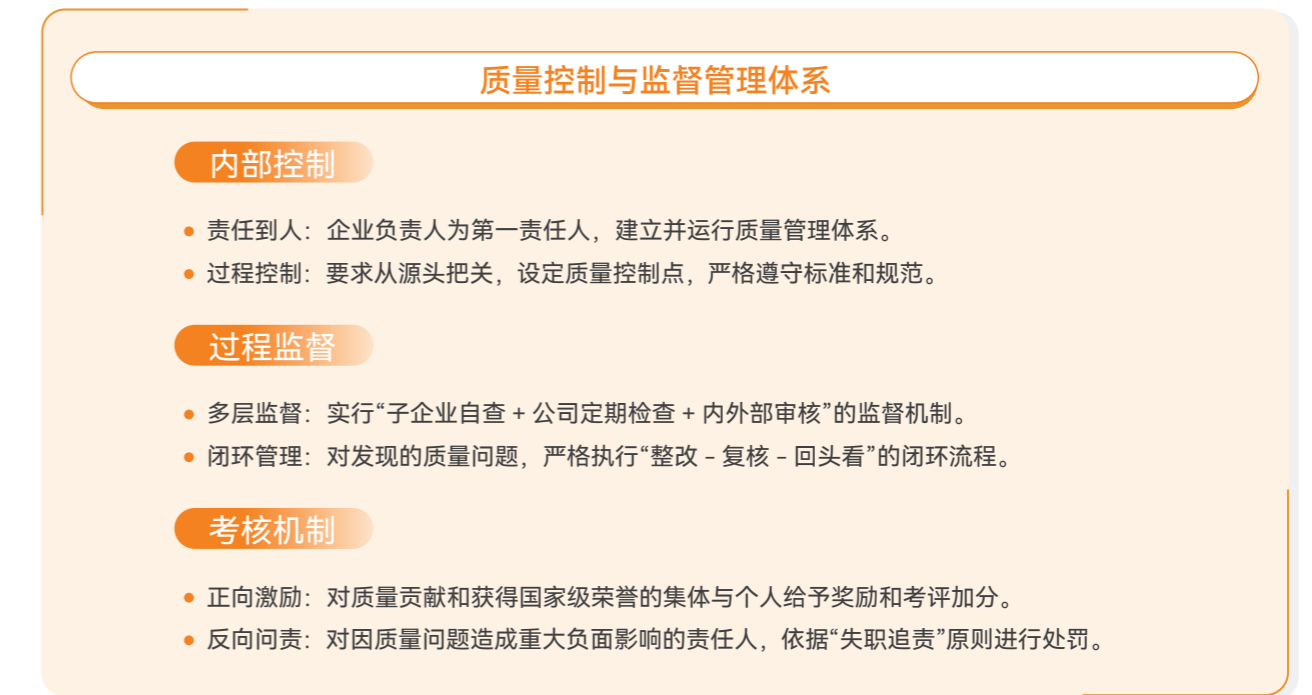 质量控制与监督管理体系
内部控制
责任到人：企业负责人为第一责任人，建立并运行质量管理体系。
过程控制：要求从源头把关，设定质量控制点，严格遵守标准和规范。
过程监督
多层监督：实行“子企业自查 + 公司定期检查 + 内外部审核”的监督机制。
闭环管理：对发现的质量问题，严格执行“整改 – 复核 – 回头看”的闭环流程。
考核机制
正向激励：对质量贡献和获得国家级荣誉的集体与个人给予奖励和考评加分。
反向问责：对因质量问题造成重大负面影响的责任人，依据“失职追责”原则进行处罚。